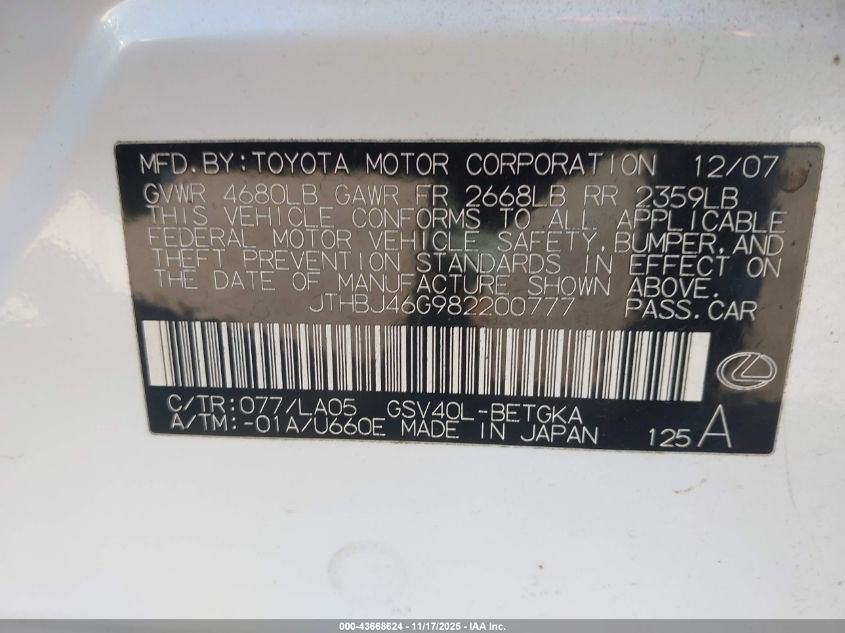 MFD.BY:TOYOTA MOTOR CORPORATION 12/07
GVWR 4680LB GAWR FR 2668LB RR 2359LB
THIS VEHICLE CONFORMS TO ALL APPLICABLE
FEDERAL MOTOR VEHICLE SAFETY,BUMPER,AND
THEFT PREVENTION STANDARDS IN EFFECT ON
THE DATE OF MANUFACTURE SHOWN ABOVE.
JTHBJ46G982200777 PASS.CAR
C/TR:077/LA05 GSV40L-BETGKA
A/TM:-01A/U660E MADE IN JAPAN 125 A
000-43668624 - 11/17/2025 - IAA Inc.